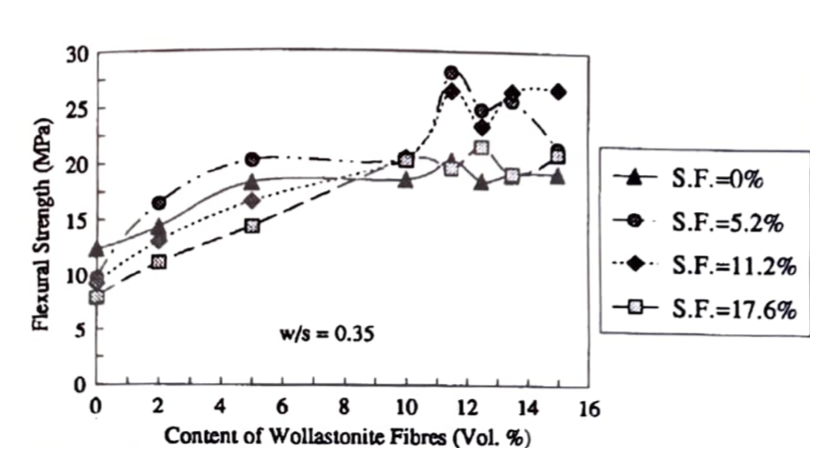 30
25
20
15
10
5
0
Flexural Strength (MPa)
w/s = 0.35
0 2 4 6 8 10 12 14 16
Content of Wollastonite Fibres (Vol. %)
S.F.=0%
S.F.=5.2%
S.F.=11.2%
S.F.=17.6%